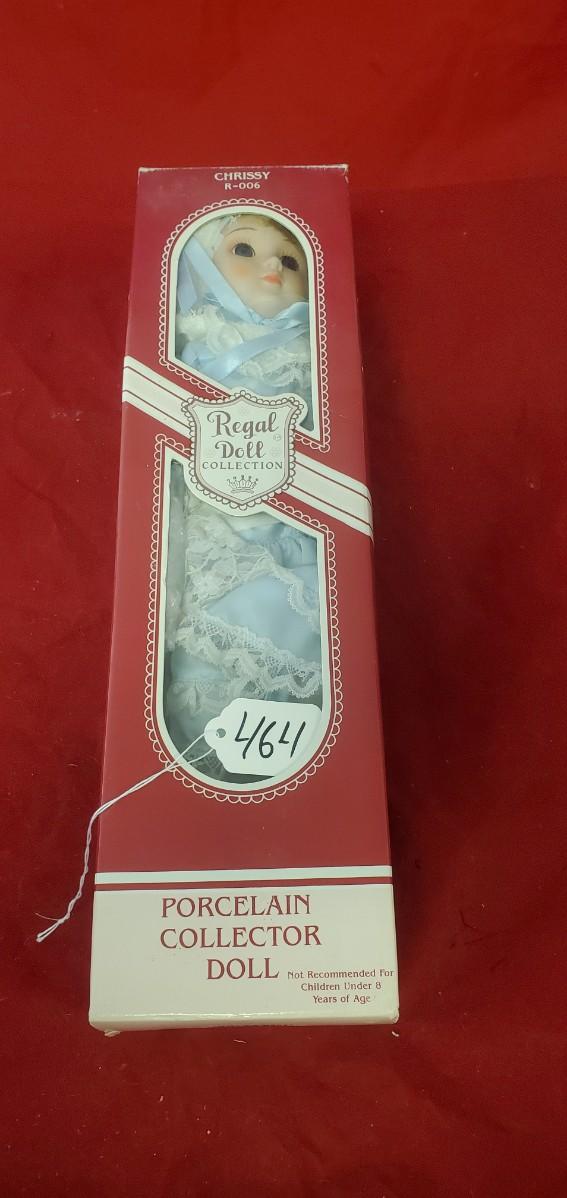 CHRISSY
R-006
Regal
Doll
COLLECTION
464
PORCELAIN
COLLECTOR
DOLL
Not Recommended For
Children Under 8
Years of Age